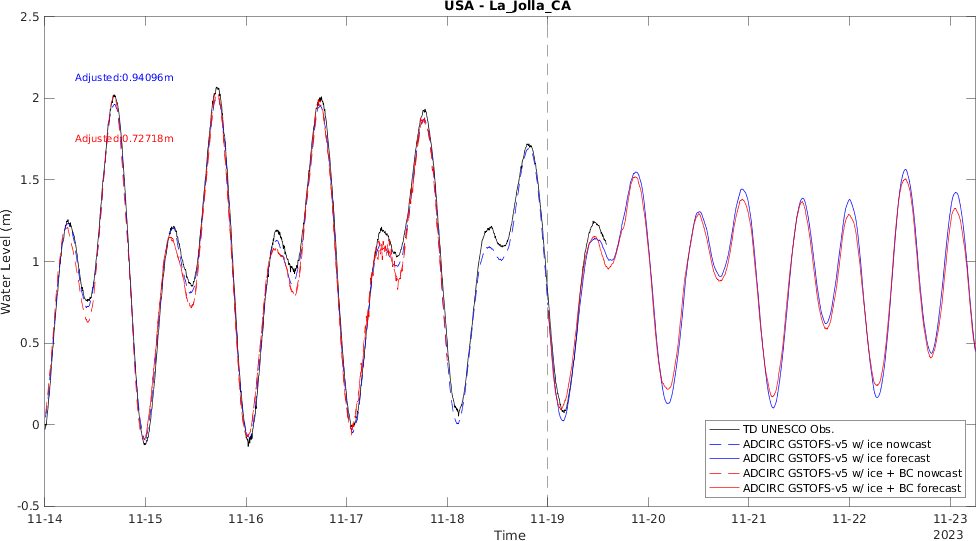 USA - La_Jolla_CA
2.5
Adjusted:0.94096m
2
Adjusted:0.72718m
1.5
Water Level (m)
1
0.5
0
TD UNESCO Obs.
ADCIRC GSTOFS-v5 w/ ice nowcast
ADCIRC GSTOFS-v5 w/ ice forecast
ADCIRC GSTOFS-v5 w/ ice + BC nowcast
ADCIRC GSTOFS-v5 w/ ice + BC forecast
-0.5
11-14 11-15 11-16 11-17 11-18 11-19 11-20 11-21 11-22 11-23
Time 2023